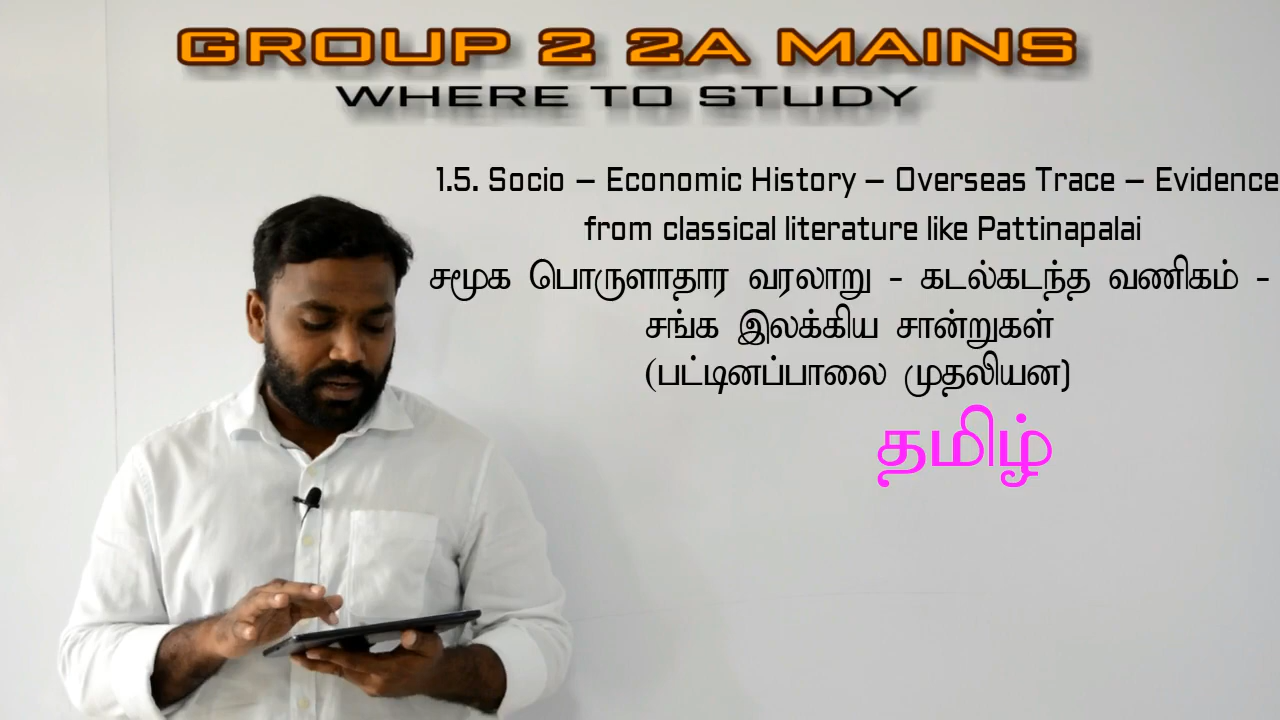 GROUP 2 2A MAINS
WHERE TO STUDY
1.5. Socio – Economic History – Overseas Trace – Evidence
from classical literature like Pattinapalai
சமூக பொருளாதார வரலாறு - கடல்கடந்த வணிகம் -
சங்க இலக்கிய சான்றுகள்
(பட்டினப்பாலை முதலியன)
தமிழ்